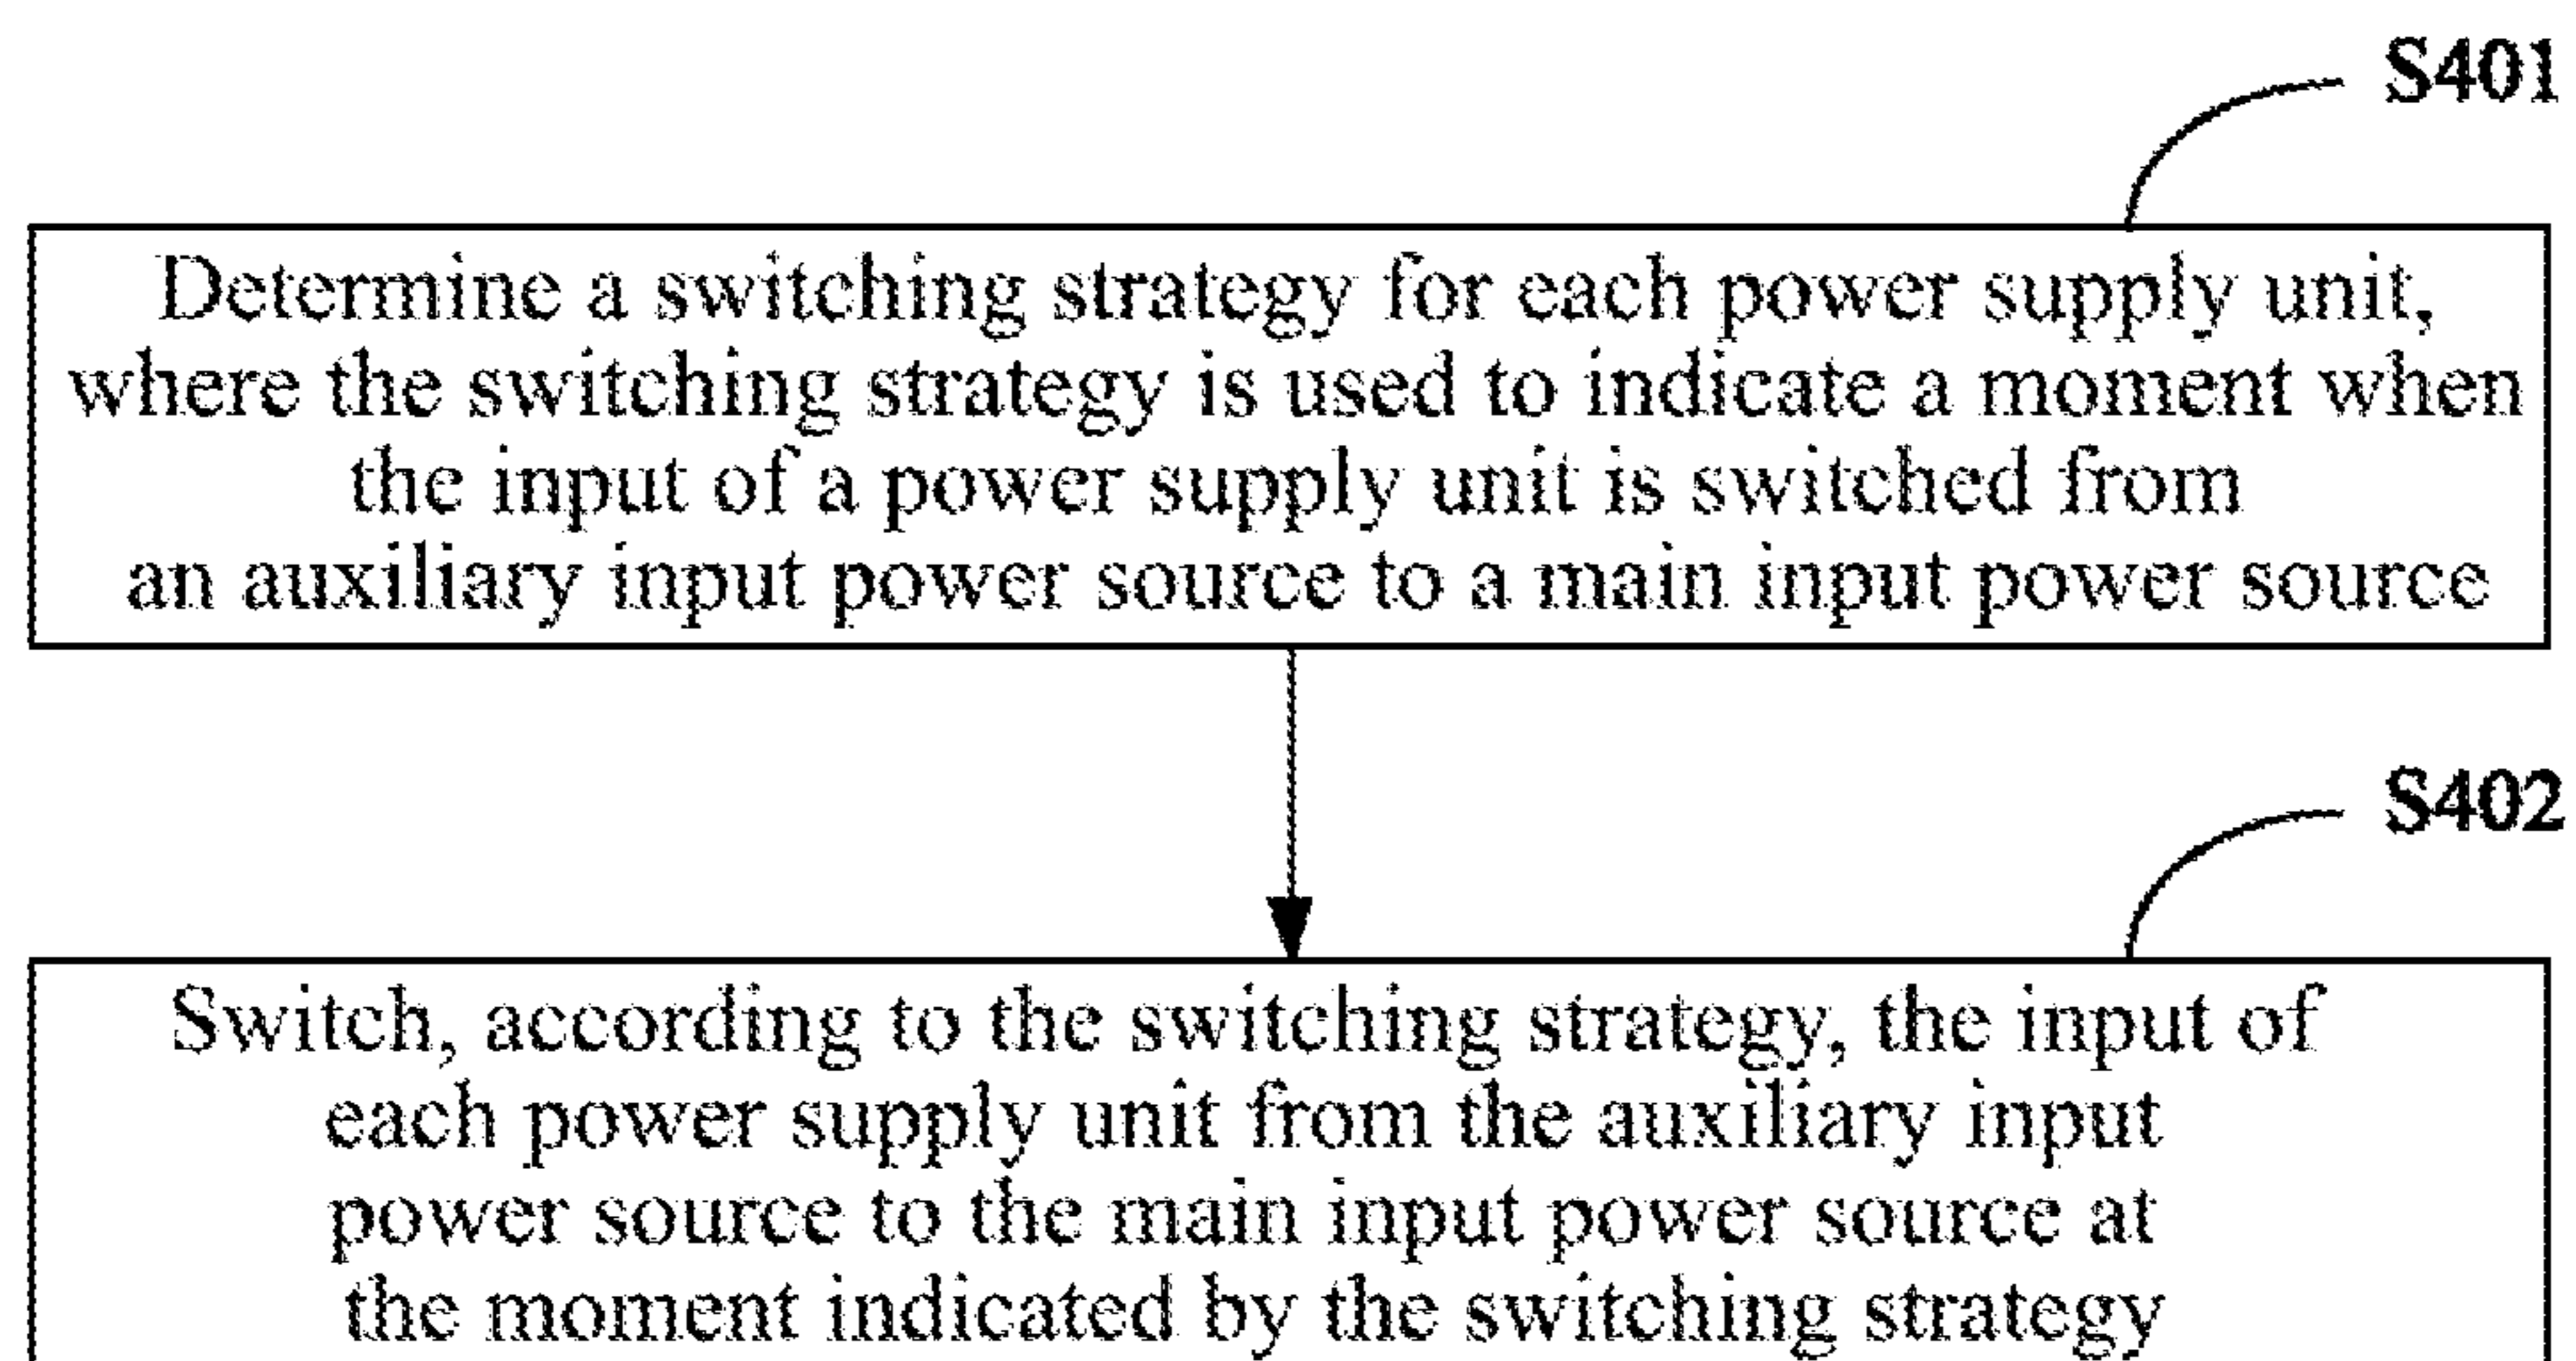 S401
Determine a switching strategy for each power supply unit,
where the switching strategy is used to indicate a moment when
the input of a power supply unit is switched from
an auxiliary input power source to a main input power source
S402
Switch, according to the switching strategy, the input of
each power supply unit from the auxiliary input
power source to the main input power source at
the moment indicated by the switching strategy